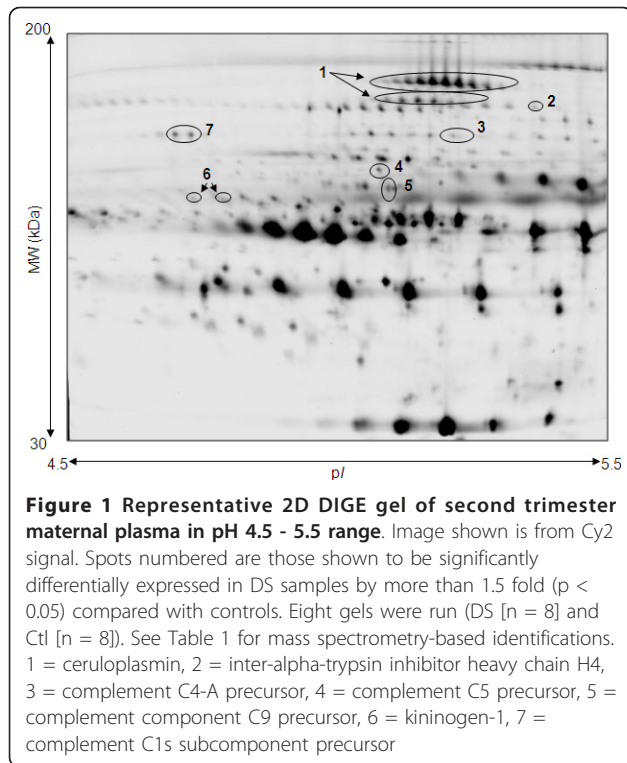 200
1
2
3
4
5
6
7
MW (kDa)
30
4.5
5.5
pI
Figure 1 Representative 2D DIGE gel of second trimester
maternal plasma in pH 4.5 - 5.5 range. Image shown is from Cy2
signal. Spots numbered are those shown to be significantly
differentially expressed in DS samples by more than 1.5 fold (p <
0.05) compared with controls. Eight gels were run (DS [n = 8] and
Ctl [n = 8]). See Table 1 for mass spectrometry-based identifications.
1 = ceruloplasmin, 2 = inter-alpha-trypsin inhibitor heavy chain H4,
3 = complement C4-A precursor, 4 = complement C5 precursor, 5 =
complement component C9 precursor, 6 = kininogen-1, 7 =
complement C1s subcomponent precursor